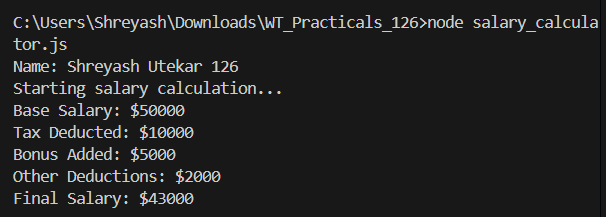 C:\Users\Shreyash\Downloads\WT_Practicals_126>node salary_calcula
tor.js
Name: Shreyash Utekar 126
Starting salary calculation...
Base Salary: $50000
Tax Deducted: $10000
Bonus Added: $5000
Other Deductions: $2000
Final Salary: $43000